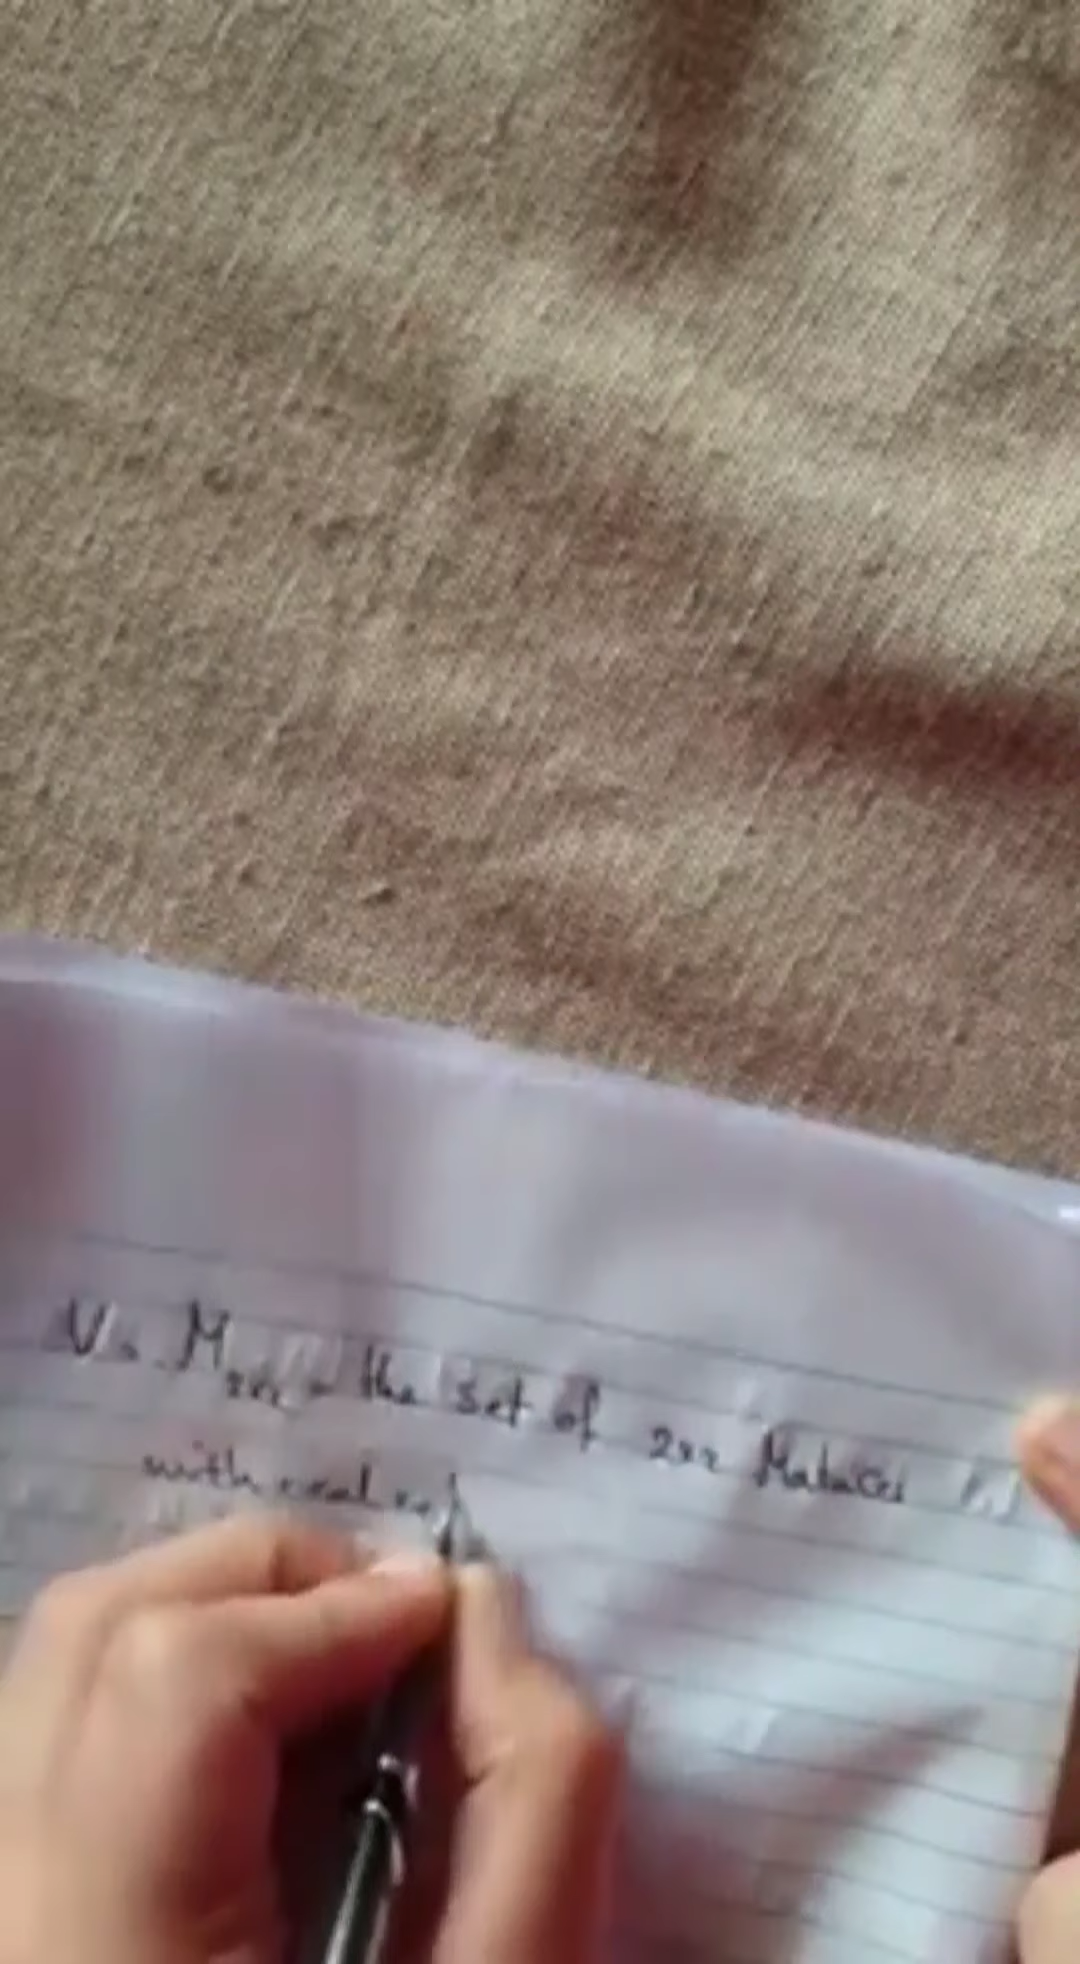 V = M₂ₓ₂ = the set of 2x2 Matrices
with real